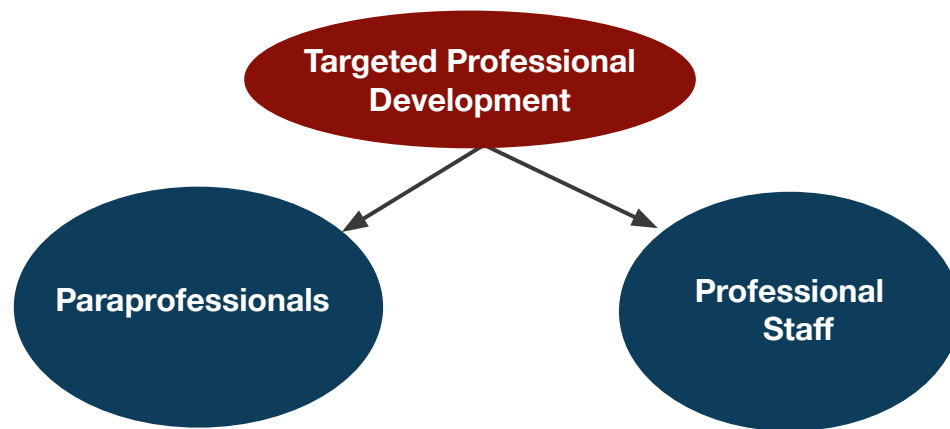 Targeted Professional
Development
Paraprofessionals
Professional
Staff